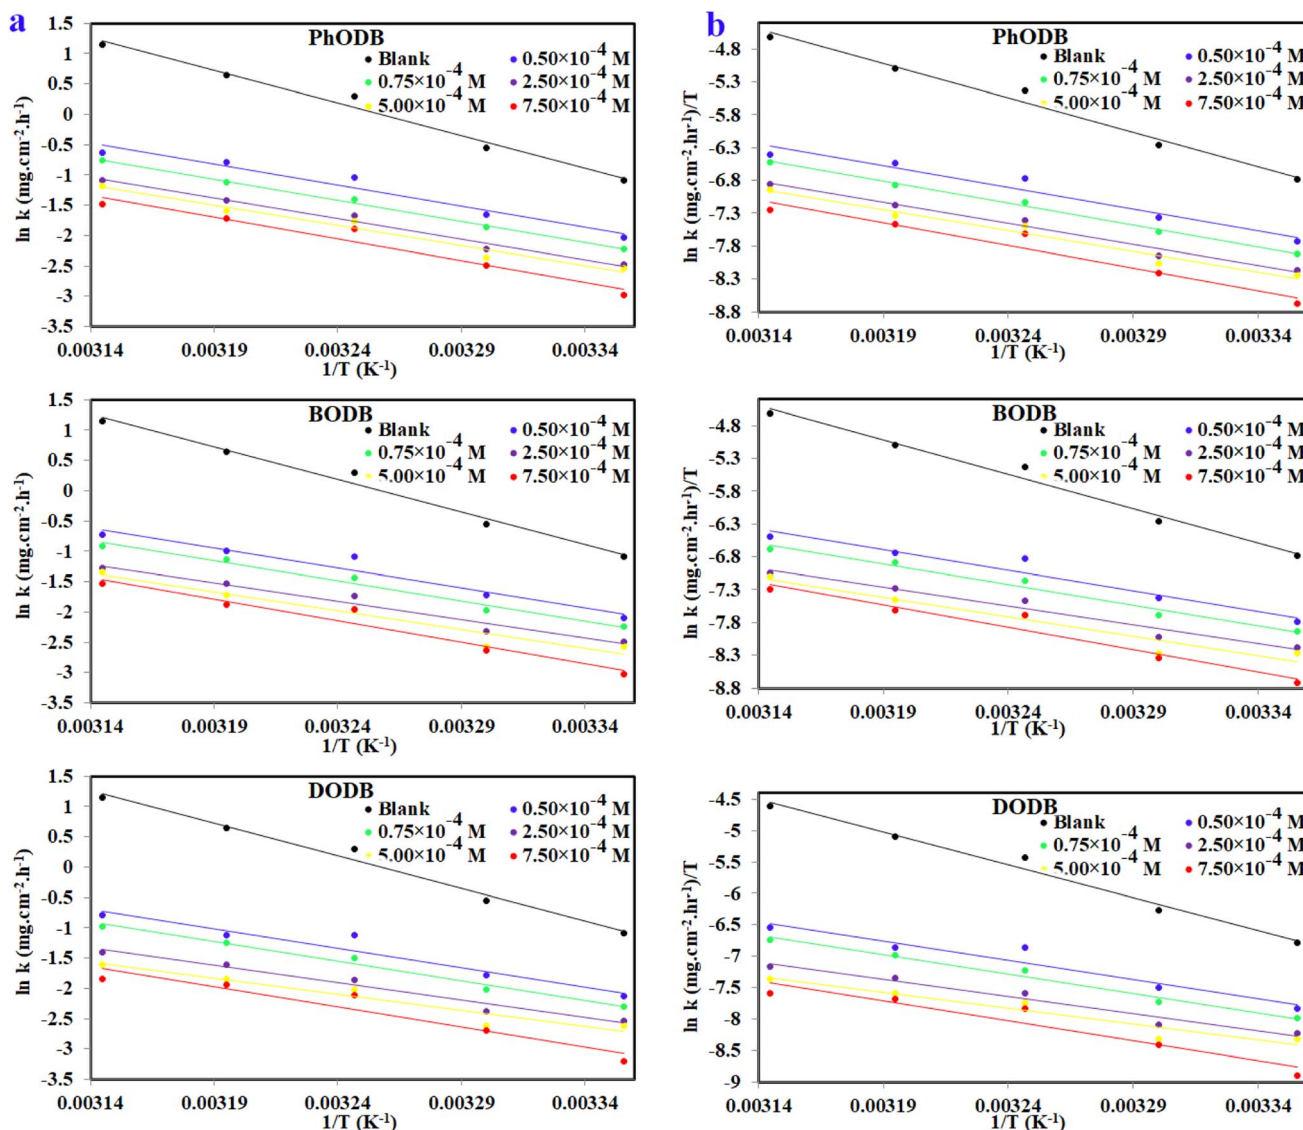 a
PhODB
Blank
0.50×10⁻⁴ M
0.75×10⁻⁴ M
2.50×10⁻⁴ M
5.00×10⁻⁴ M
7.50×10⁻⁴ M
ln k (mg.cm⁻².h⁻¹)
1.5
1
0.5
0
-0.5
-1
-1.5
-2
-2.5
-3
-3.5
0.00314 0.00319 0.00324 0.00329 0.00334
1/T (K⁻¹)
b
PhODB
Blank
0.50×10⁻⁴ M
0.75×10⁻⁴ M
2.50×10⁻⁴ M
5.00×10⁻⁴ M
7.50×10⁻⁴ M
ln k (mg.cm⁻².hr⁻¹)/T
-4.8
-5.3
-5.8
-6.3
-6.8
-7.3
-7.8
-8.3
-8.8
0.00314 0.00319 0.00324 0.00329 0.00334
1/T (K⁻¹)
BODB
Blank
0.50×10⁻⁴ M
0.75×10⁻⁴ M
2.50×10⁻⁴ M
5.00×10⁻⁴ M
7.50×10⁻⁴ M
ln k (mg.cm⁻².h⁻¹)
1.5
1
0.5
0
-0.5
-1
-1.5
-2
-2.5
-3
-3.5
0.00314 0.00319 0.00324 0.00329 0.00334
1/T (K⁻¹)
BODB
Blank
0.50×10⁻⁴ M
0.75×10⁻⁴ M
2.50×10⁻⁴ M
5.00×10⁻⁴ M
7.50×10⁻⁴ M
ln k (mg.cm⁻².hr⁻¹)/T
-4.8
-5.3
-5.8
-6.3
-6.8
-7.3
-7.8
-8.3
-8.8
0.00314 0.00319 0.00324 0.00329 0.00334
1/T (K⁻¹)
DODB
Blank
0.50×10⁻⁴ M
0.75×10⁻⁴ M
2.50×10⁻⁴ M
5.00×10⁻⁴ M
7.50×10⁻⁴ M
ln k (mg.cm⁻².h⁻¹)
1.5
1
0.5
0
-0.5
-1
-1.5
-2
-2.5
-3
-3.5
0.00314 0.00319 0.00324 0.00329 0.00334
1/T (K⁻¹)
DODB
Blank
0.50×10⁻⁴ M
0.75×10⁻⁴ M
2.50×10⁻⁴ M
5.00×10⁻⁴ M
7.50×10⁻⁴ M
ln k (mg.cm⁻².hr⁻¹)/T
-4.5
-5
-5.5
-6
-6.5
-7
-7.5
-8
-8.5
-9
0.00314 0.00319 0.00324 0.00329 0.00334
1/T (K⁻¹)